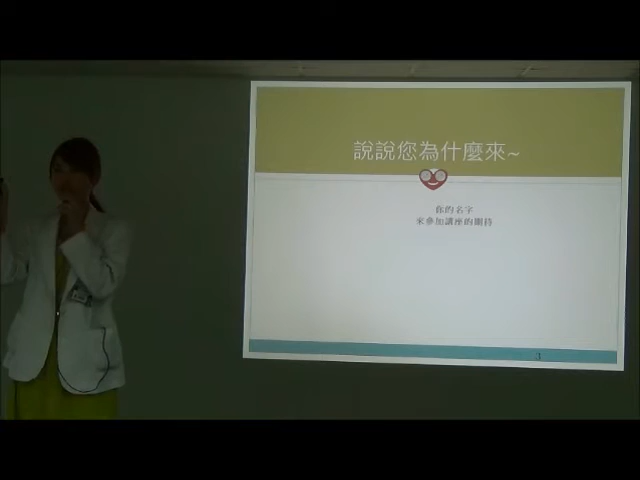 說說您為什麼來~
你的名字
來參加講座的期待
3